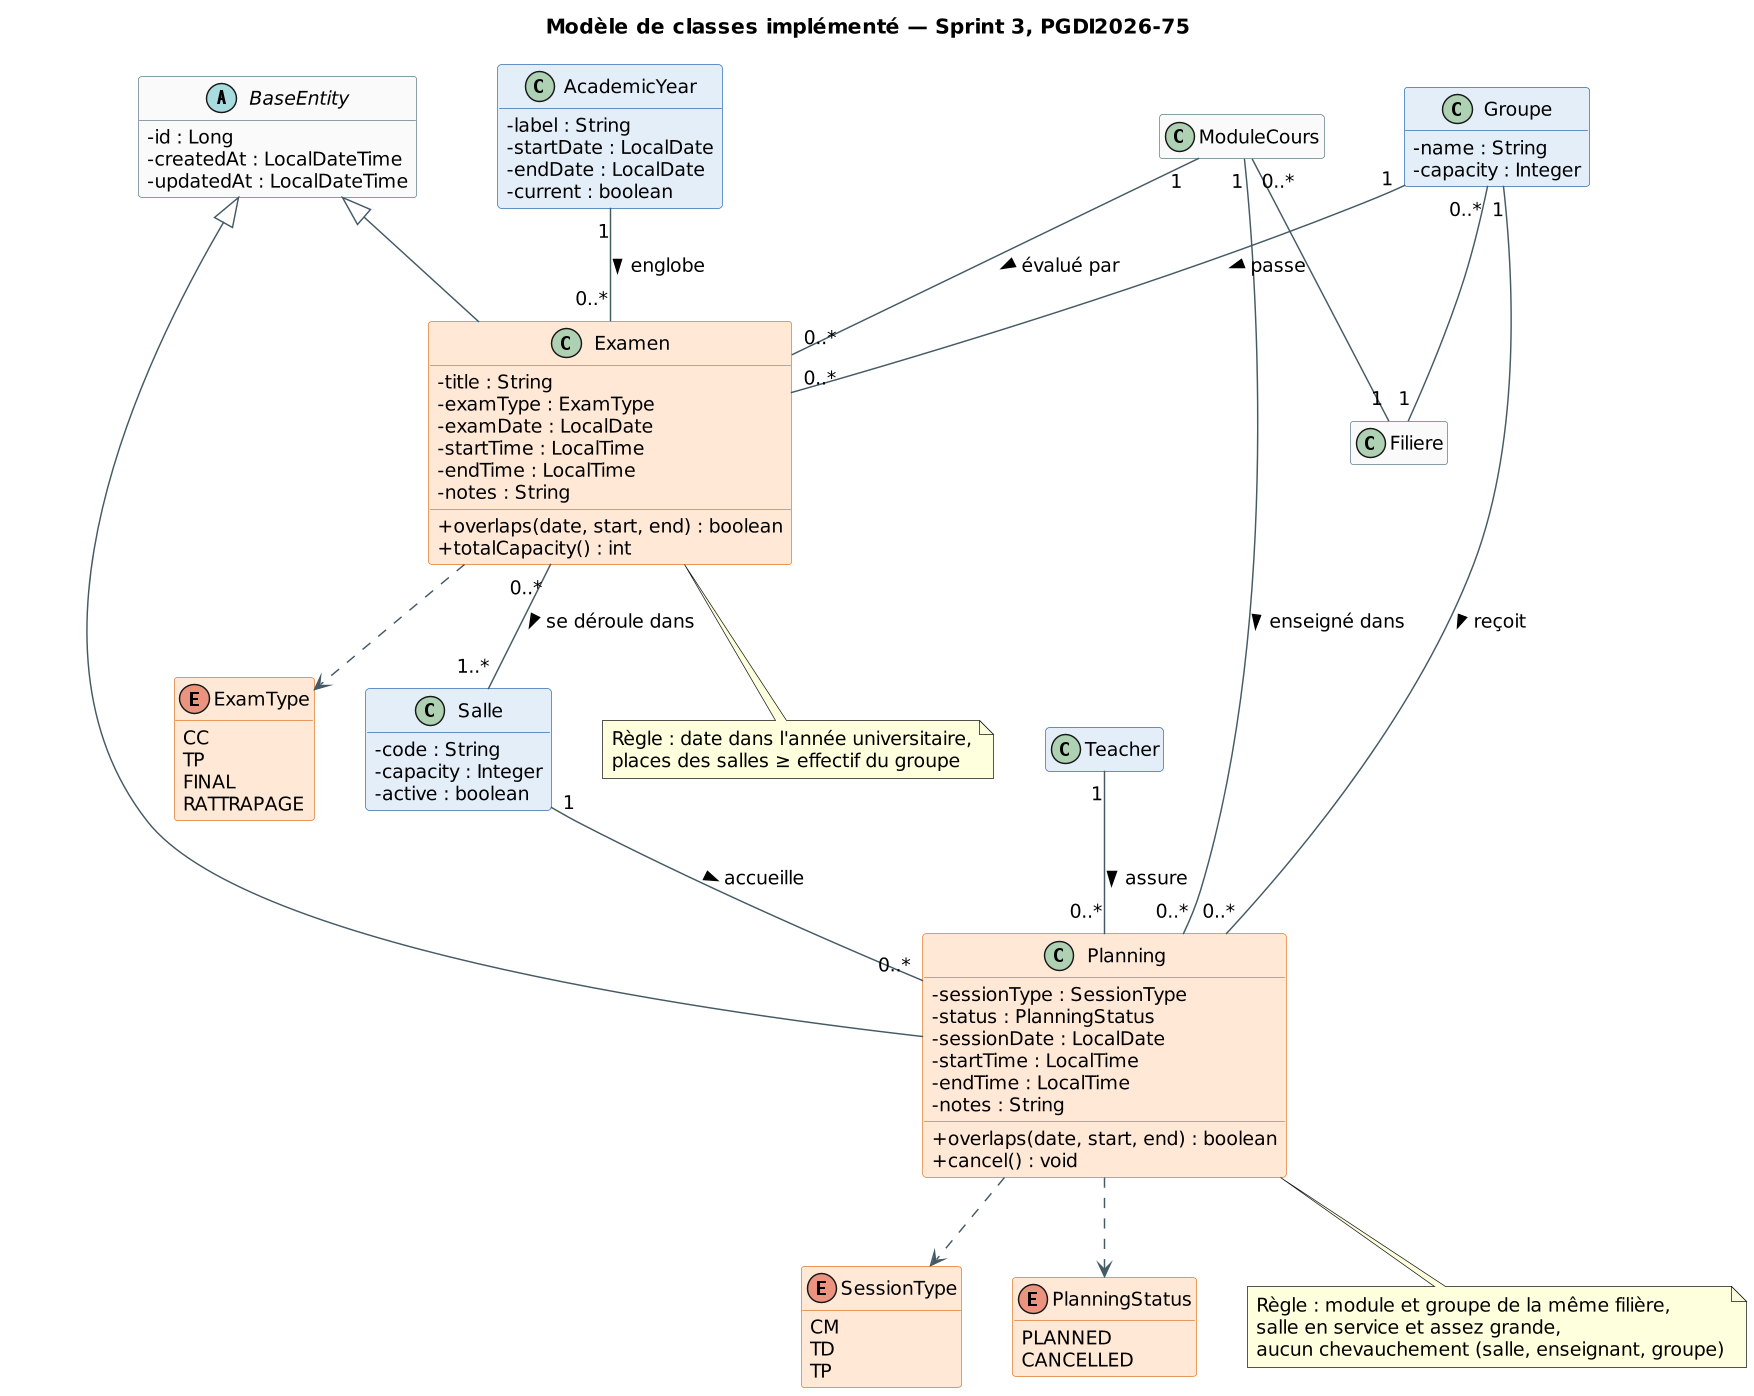 Modèle de classes implémenté — Sprint 3, PGDI2026-75
A BaseEntity
-id : Long
-createdAt : LocalDateTime
-updatedAt : LocalDateTime
C AcademicYear
-label : String
-startDate : LocalDate
-endDate : LocalDate
-current : boolean
C ModuleCours
C Groupe
-name : String
-capacity : Integer
1
englobe
0..*
1
1
0..*
1
0..*
1
évalué par
passe
0..*
0..*
1
1
C Filiere
C Examen
-title : String
-examType : ExamType
-examDate : LocalDate
-startTime : LocalTime
-endTime : LocalTime
-notes : String
+overlaps(date, start, end) : boolean
+totalCapacity() : int
0..*
se déroule dans
1..*
enseigné dans
reçoit
E ExamType
CC
TP
FINAL
RATTRAPAGE
C Salle
-code : String
-capacity : Integer
-active : boolean
Règle : date dans l'année universitaire,
places des salles ≥ effectif du groupe
C Teacher
1
1
accueille
assure
0..*
0..*
0..*
0..*
C Planning
-sessionType : SessionType
-status : PlanningStatus
-sessionDate : LocalDate
-startTime : LocalTime
-endTime : LocalTime
-notes : String
+overlaps(date, start, end) : boolean
+cancel() : void
E SessionType
CM
TD
TP
E PlanningStatus
PLANNED
CANCELLED
Règle : module et groupe de la même filière,
salle en service et assez grande,
aucun chevauchement (salle, enseignant, groupe)